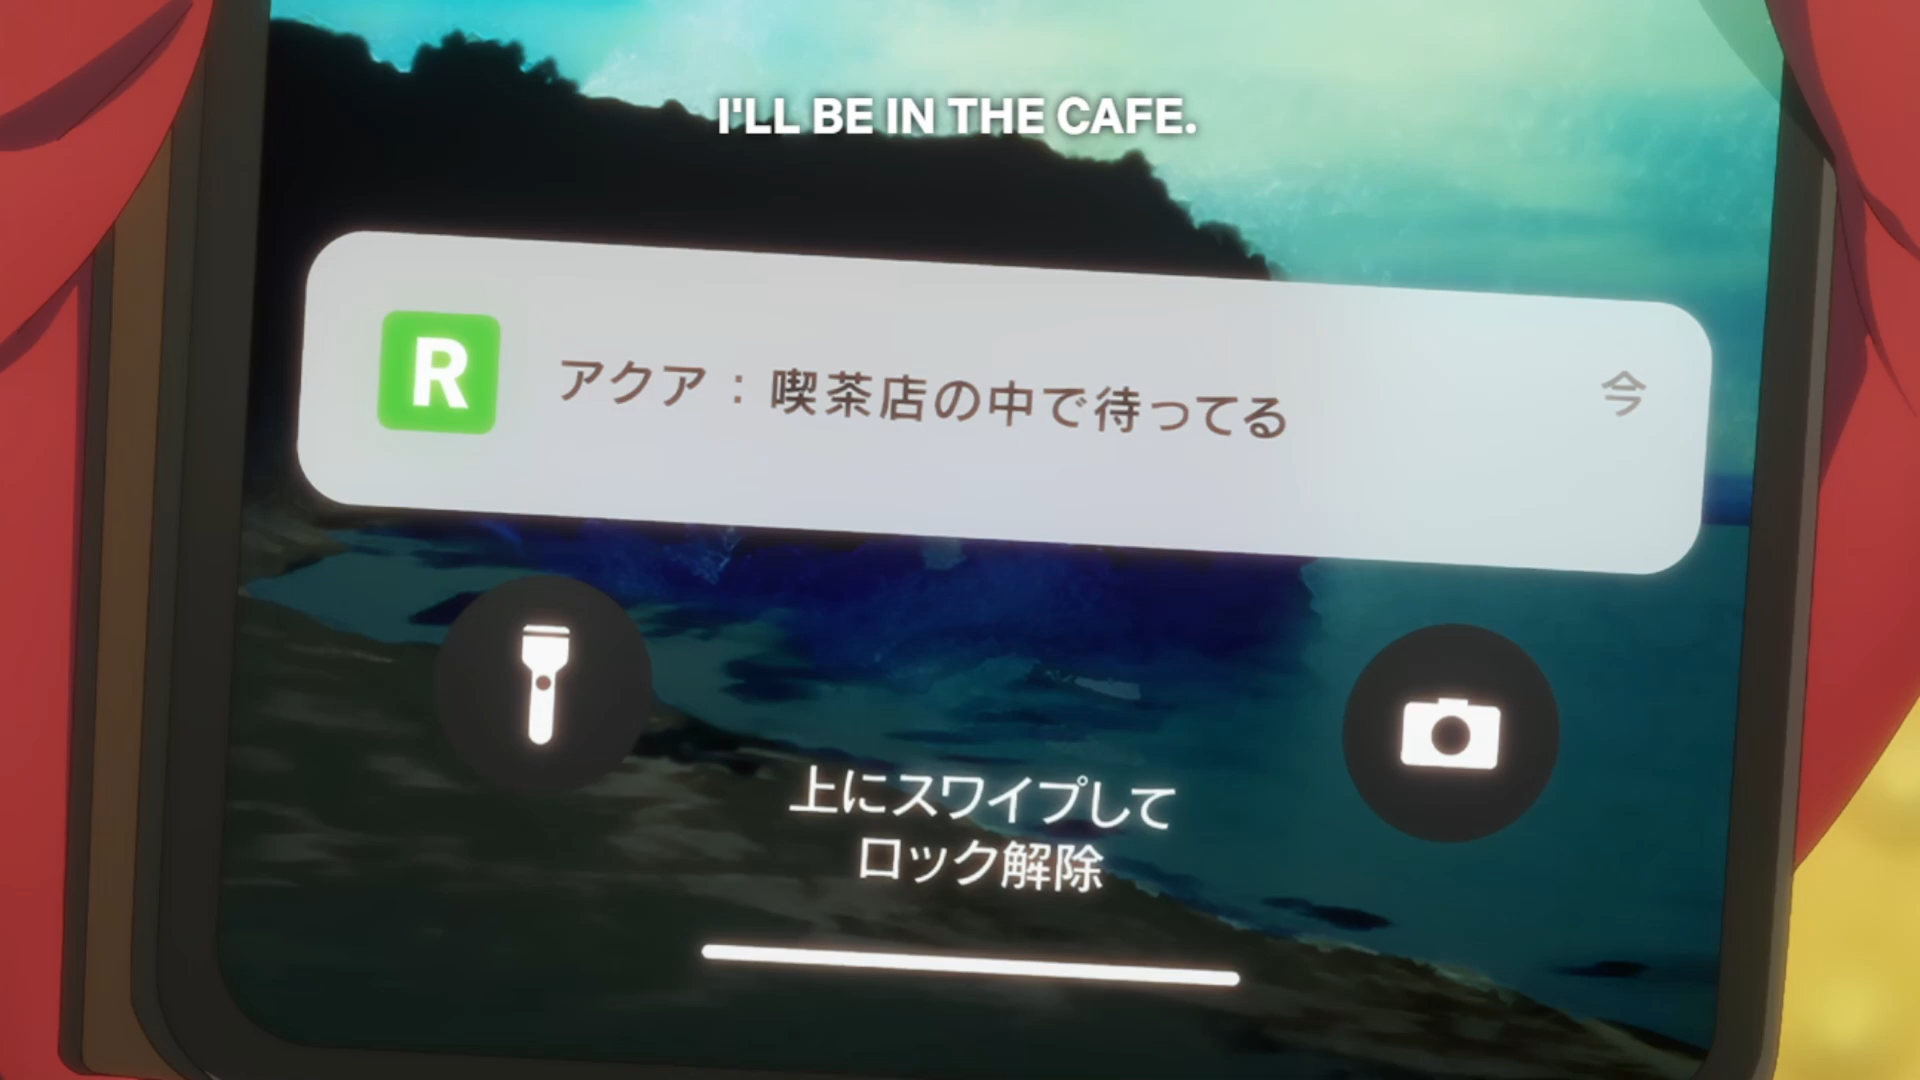 I'LL BE IN THE CAFE.
R
アクア：喫茶店の中で待ってる
今
上にスワイプして
ロック解除